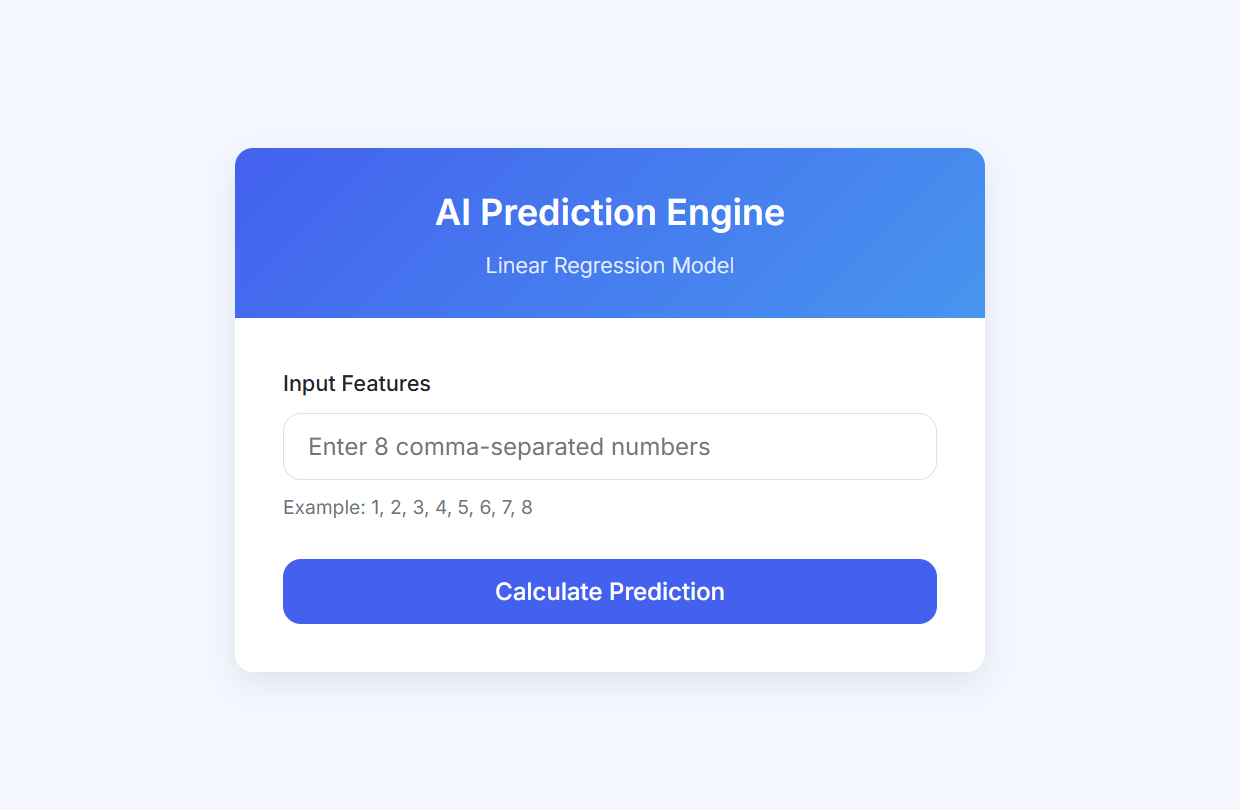 AI Prediction Engine
Linear Regression Model
Input Features
Enter 8 comma-separated numbers
Example: 1, 2, 3, 4, 5, 6, 7, 8
Calculate Prediction